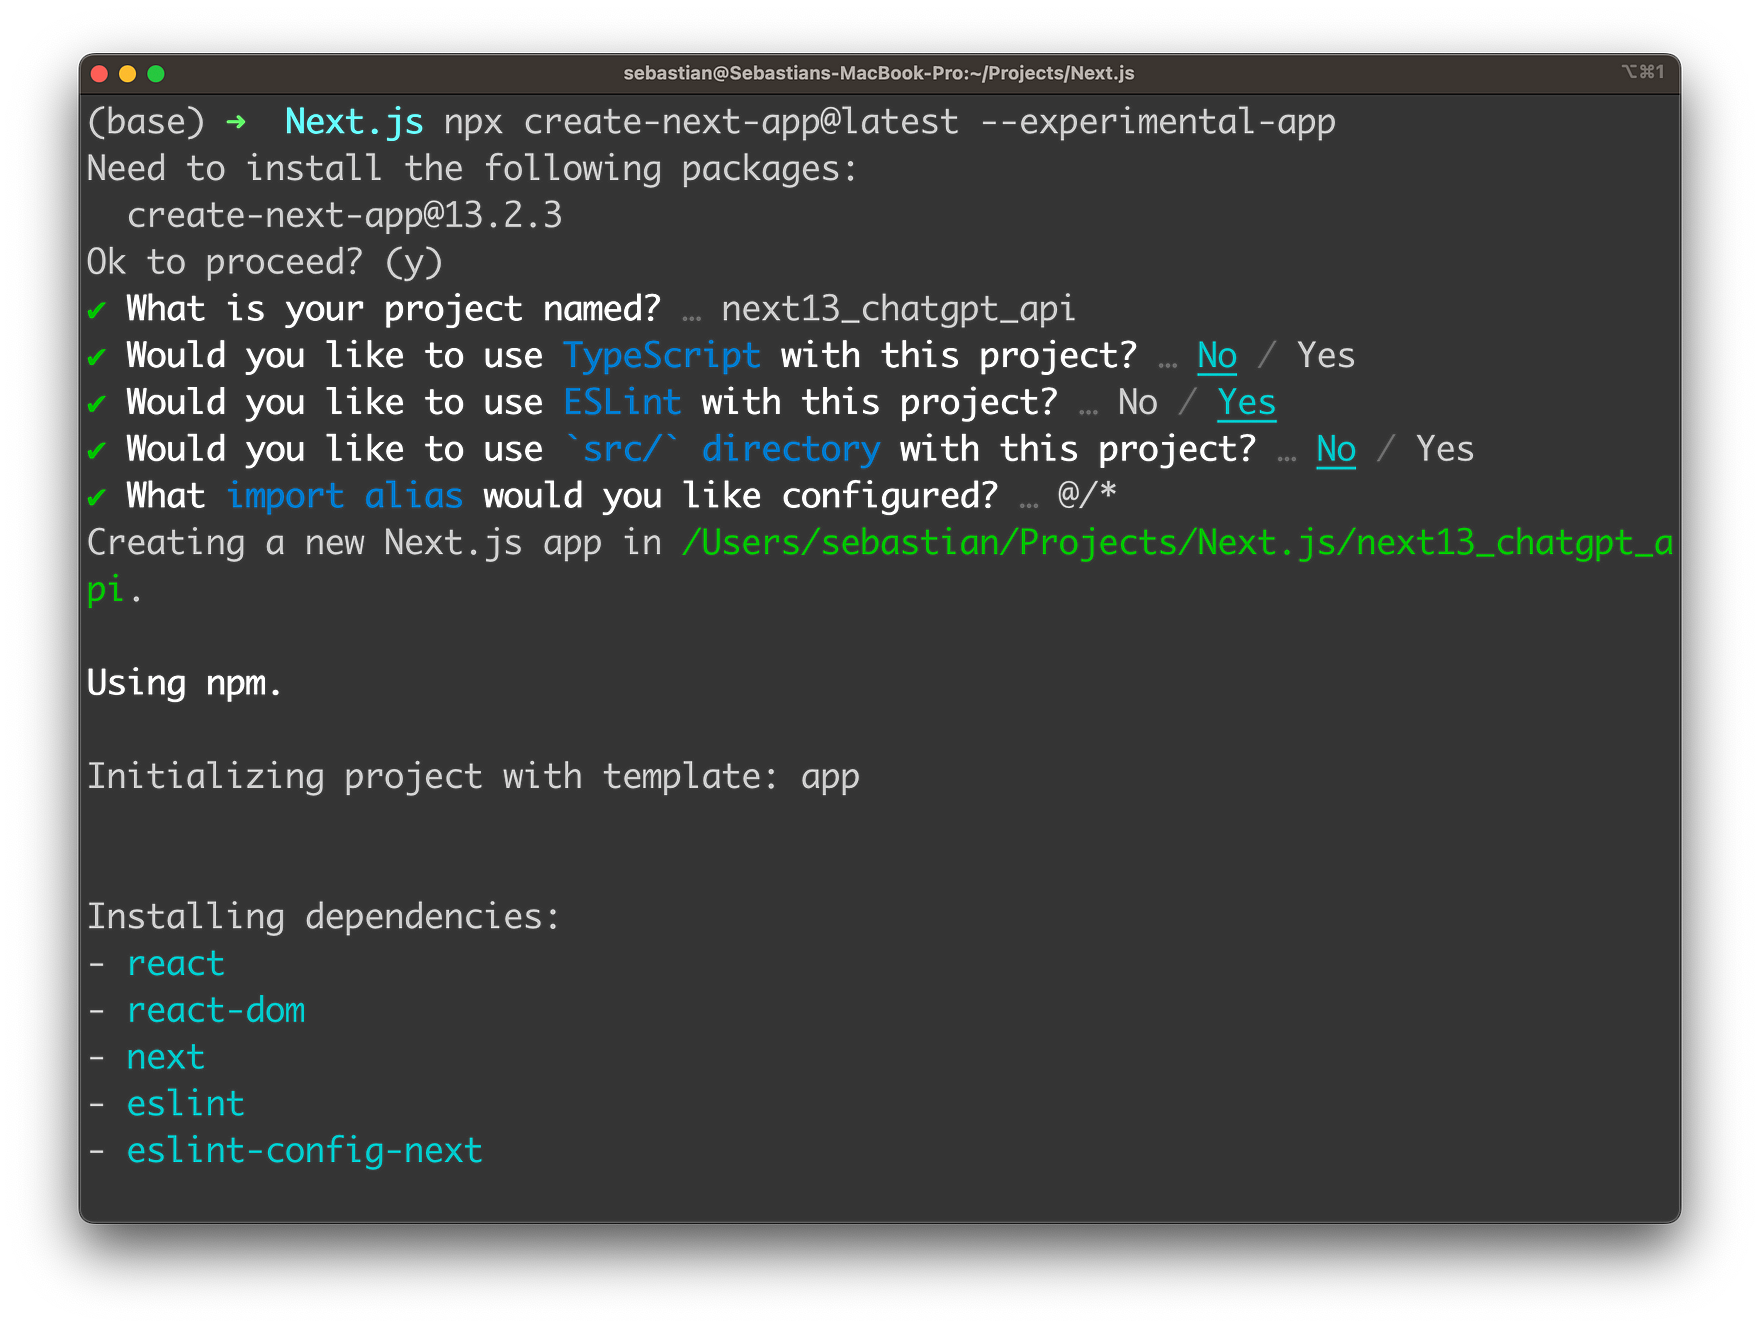 sebastian@Sebastians-MacBook-Pro:~/Projects/Next.js ⌥⌘1
(base) ➜ Next.js npx create-next-app@latest --experimental-app
Need to install the following packages:
create-next-app@13.2.3
Ok to proceed? (y)
✔ What is your project named? … next13_chatgpt_api
✔ Would you like to use TypeScript with this project? … No / Yes
✔ Would you like to use ESLint with this project? … No / Yes
✔ Would you like to use `src/` directory with this project? … No / Yes
✔ What import alias would you like configured? … @/*
Creating a new Next.js app in /Users/sebastian/Projects/Next.js/next13_chatgpt_a
pi.
Using npm.
Initializing project with template: app
Installing dependencies:
- react
- react-dom
- next
- eslint
- eslint-config-next